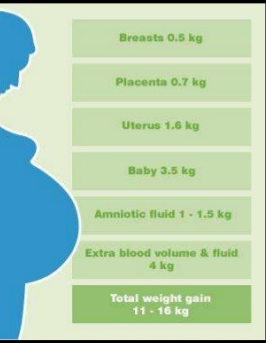 Breasts 0.5 kg
Placenta 0.7 kg
Uterus 1.6 kg
Baby 3.5 kg
Amniotic fluid 1 - 1.5 kg
Extra blood volume & fluid
4 kg
Total weight gain
11 - 16 kg